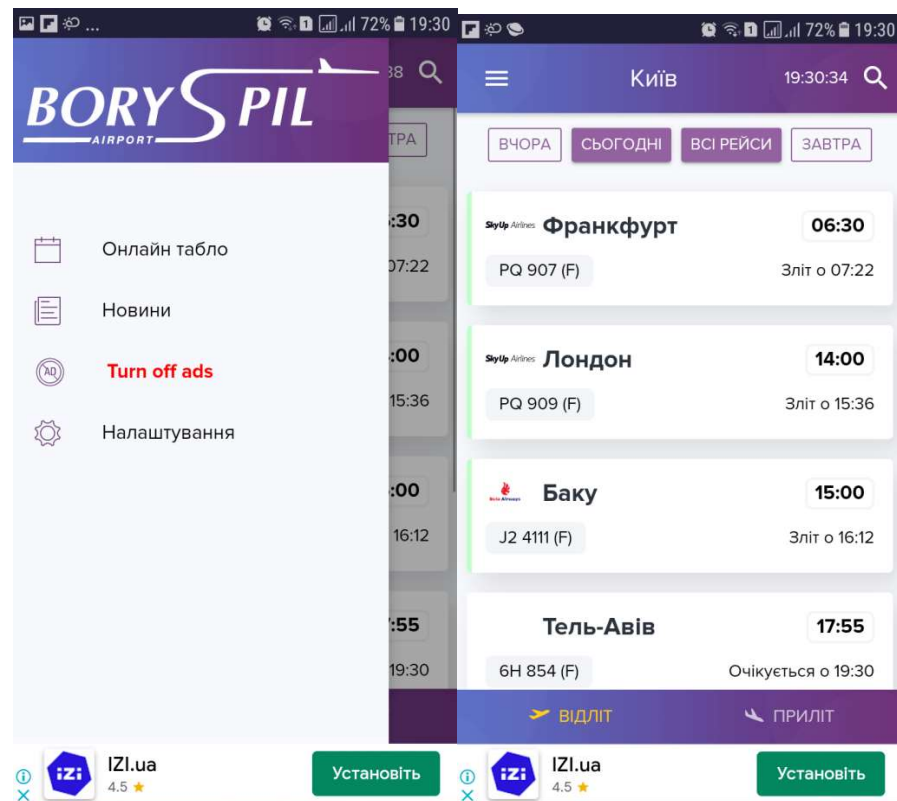 ... 72% 19:30
BORYSPIL
AIRPORT
38
ТРА
Онлайн табло
Новини
AD Turn off ads
Налаштування
:30
07:22
:00
15:36
:00
16:12
:55
19:30
IZI.ua
4.5 ★
Установіть
1 72% 19:30
Київ 19:30:34
ВЧОРА СЬОГОДНІ ВСІ РЕЙСИ ЗАВТРА
SkyUp Airlines Франкфурт 06:30
PQ 907 (F) Зліт о 07:22
SkyUp Airlines Лондон 14:00
PQ 909 (F) Зліт о 15:36
Баку 15:00
J2 4111 (F) Зліт о 16:12
Тель-Авів 17:55
6H 854 (F) Очікується о 19:30
ВІДЛІТ ПРИЛІТ
IZI.ua
4.5 ★
Установіть